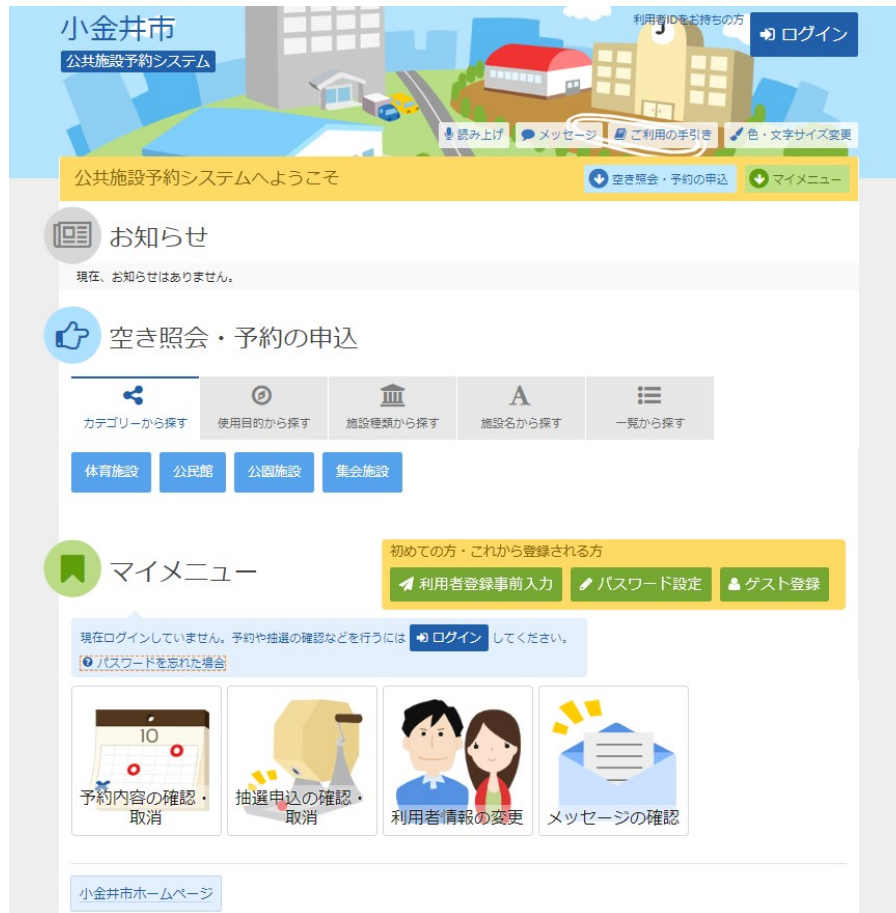 小金井市
公共施設予約システム
利用者IDをお持ちの方
ログイン
読み上げ
メッセージ
ご利用の手引き
色・文字サイズ変更
公共施設予約システムへようこそ
空き照会・予約の申込
マイメニュー
お知らせ
現在、お知らせはありません。
空き照会・予約の申込
カテゴリーから探す
使用目的から探す
施設種類から探す
施設名から探す
一覧から探す
体育施設
公民館
公園施設
集会施設
マイメニュー
初めての方・これから登録される方
利用者登録事前入力
パスワード設定
ゲスト登録
現在ログインしていません。予約や抽選の確認などを行うには ログイン してください。
パスワードを忘れた場合
10
予約内容の確認・
取消
抽選申込の確認・
取消
利用者情報の変更
メッセージの確認
小金井市ホームページ